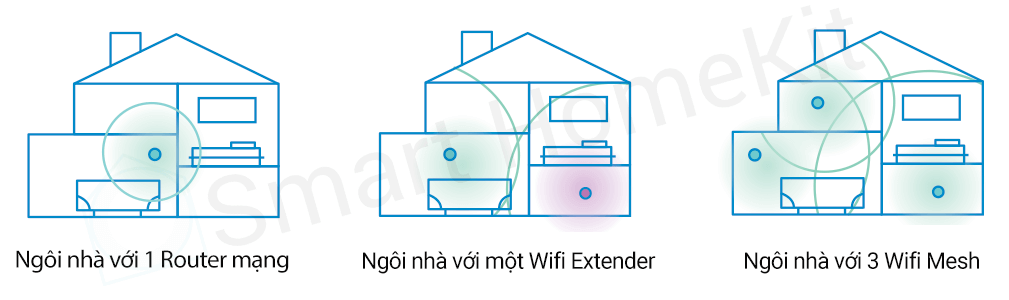 Smart HomeKit
Ngôi nhà với 1 Router mạng
Ngôi nhà với một Wifi Extender
Ngôi nhà với 3 Wifi Mesh